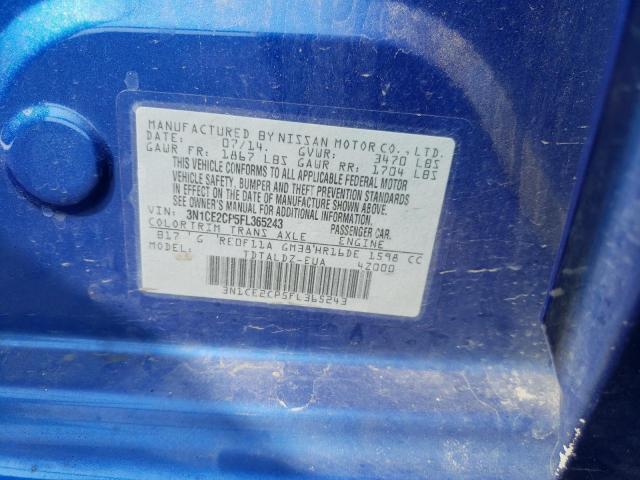 MANUFACTURED BY NISSAN MOTOR CO., LTD.
DATE: 07/14. GVWR: 3470 LBS
GAWR FR: 1867 LBS GAWR RR: 1704 LBS
THIS VEHICLE CONFORMS TO ALL APPLICABLE FEDERAL MOTOR
VEHICLE SAFETY, BUMPER AND THEFT PREVENTION STANDARDS
IN EFFECT ON THE DATE OF MANUFACTURE SHOWN ABOVE.
SEE OWNER'S MANUAL FOR ADDITIONAL INFORMATION.
VIN: 3N1CE2CP5FL365243 PASSENGER CAR.
COLOR TRIM TRANS AXLE ENGINE
B17 G RE0F11A GM38 HR16DE 1598 CC
MODEL: TDTALDZ-EUA 4Z000
3N1CE2CP5FL365243